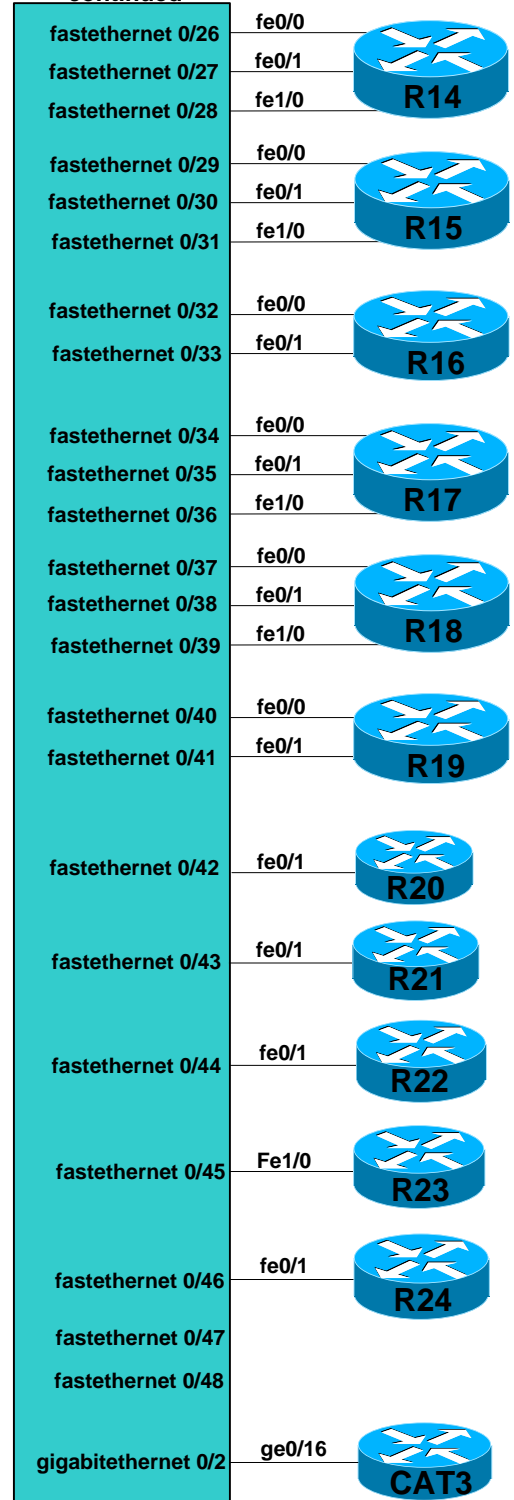 continued
fastethernet 0/26 fe0/0
fastethernet 0/27 fe0/1
R14
fastethernet 0/28 fe1/0
fastethernet 0/29 fe0/0
fastethernet 0/30 fe0/1
R15
fastethernet 0/31 fe1/0
fastethernet 0/32 fe0/0
fastethernet 0/33 fe0/1
R16
fastethernet 0/34 fe0/0
fastethernet 0/35 fe0/1
R17
fastethernet 0/36 fe1/0
fastethernet 0/37 fe0/0
fastethernet 0/38 fe0/1
R18
fastethernet 0/39 fe1/0
fastethernet 0/40 fe0/0
fastethernet 0/41 fe0/1
R19
fastethernet 0/42 fe0/1
R20
fastethernet 0/43 fe0/1
R21
fastethernet 0/44 fe0/1
R22
fastethernet 0/45 Fe1/0
R23
fastethernet 0/46 fe0/1
R24
fastethernet 0/47
fastethernet 0/48
gigabitethernet 0/2 ge0/16
CAT3